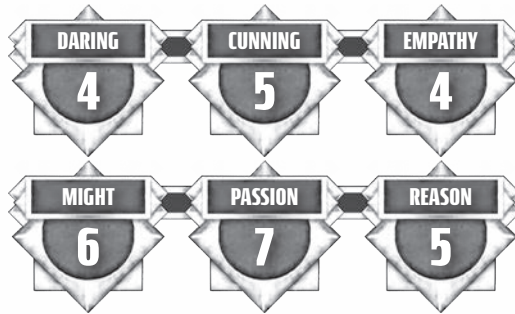 DARING CUNNING EMPATHY
4 5 4
MIGHT PASSION REASON
6 7 5